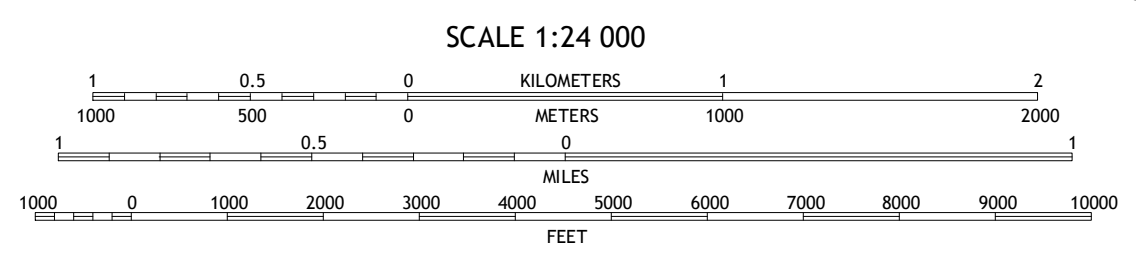 SCALE 1:24 000
1 0.5 0 KILOMETERS 1 2
1000 500 0 METERS 1000 2000
1 0.5 0 1
MILES
1000 0 1000 2000 3000 4000 5000 6000 7000 8000 9000 10000
FEET